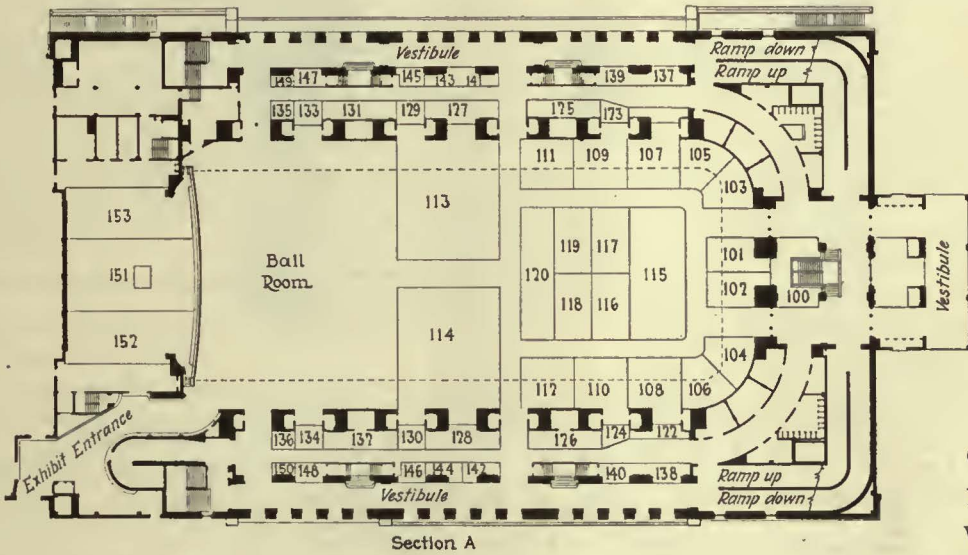 Vestibule
Ramp down
Ramp up
149 147 145 143 139 137
135 133 131 129 127 125 123
111 109 107 105
103
113
153
119 117
101
Ball
Room
151
120 115
Vestibule
118 116
102
100
152
114
104
112 110 108 106
Exhibit Entrance
136 134 132 130 128 126 124 122
150 148 146 144 142 140 138
Vestibule
Ramp up
Ramp down
Section A